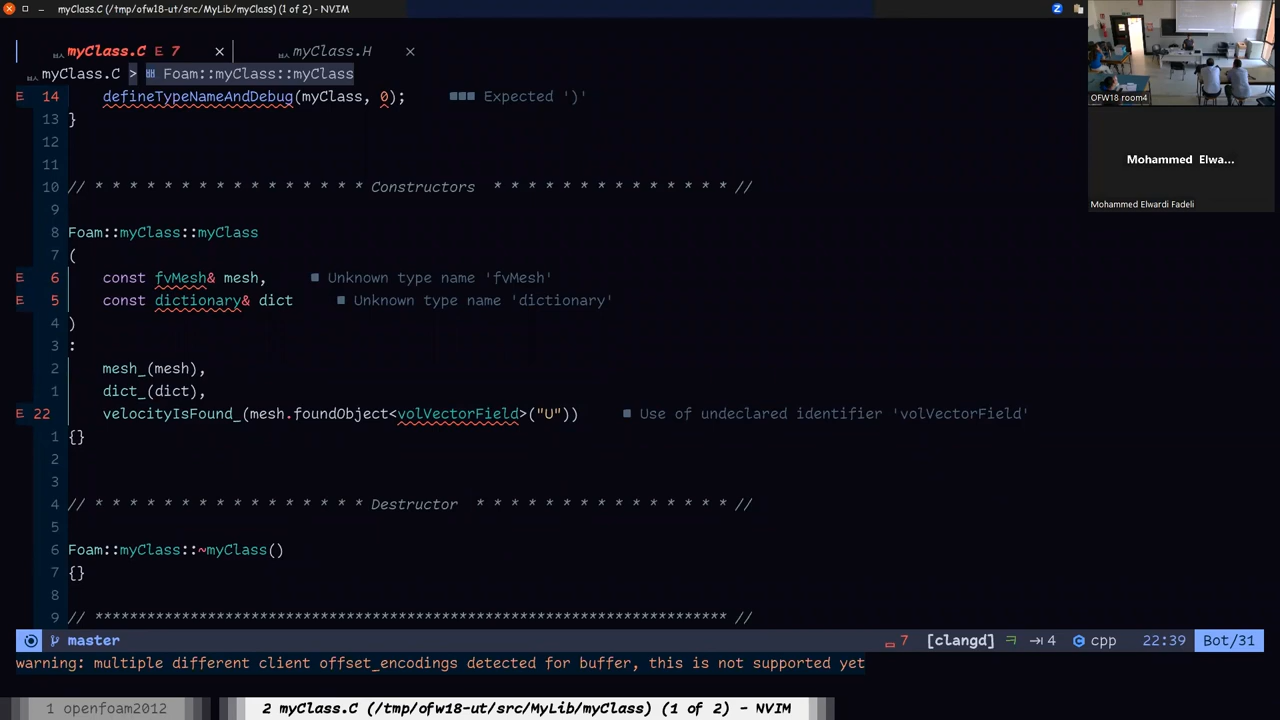 myClass.C (/tmp/ofw18-ut/src/MyLib/myClass) (1 of 2) - NVIM
myClass.C E 7 × myClass.H ×
myClass.C > Foam::myClass::myClass
E 14 defineTypeNameAndDebug(myClass, 0); ■■■ Expected ')'
13 }
12
11
10 // * * * * * * * * * * * * * * * * Constructors * * * * * * * * * * * * * * //
9
8 Foam::myClass::myClass
7 (
E 6 const fvMesh& mesh, ■ Unknown type name 'fvMesh'
E 5 const dictionary& dict ■ Unknown type name 'dictionary'
4 )
3 :
2 mesh_(mesh),
1 dict_(dict),
E 22 velocityIsFound_(mesh.foundObject<volVectorField>("U")) ■ Use of undeclared identifier 'volVectorField'
1 {}
2
3
4 // * * * * * * * * * * * * * * * * Destructor * * * * * * * * * * * * * * * //
5
6 Foam::myClass::~myClass()
7 {}
8
9 // ************************************************************************* //
master 7 [clangd] 4 cpp 22:39 Bot/31
warning: multiple different client offset_encodings detected for buffer, this is not supported yet
1 openfoam2012 2 myClass.C (/tmp/ofw18-ut/src/MyLib/myClass) (1 of 2) - NVIM
OFW18 room4
Mohammed Elwa...
Mohammed Elwardi Fadeli